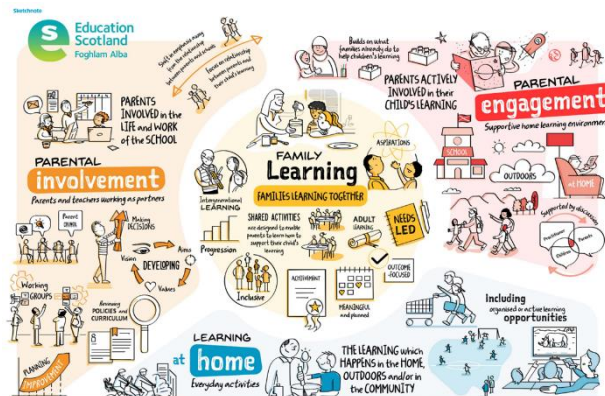 Sketchnote
Education
Scotland
Foghlam Alba
Shift in emphasis away
from the relationship
between parents and schools
Focus on relationship
between parents and
their child's learning
PARENTS
INVOLVED in the
LIFE and WORK
of the SCHOOL
PARENTAL
involvement
Parents and teachers working as partners
Parent
Council
Making
DECISIONS
Vision
Aims
DEVELOPING
Values
Working
GROUPS
Reviewing
POLICIES and
CURRICULUM
PLANNING
IMPROVEMENT
Builds on what
families already do to
help children's learning
PARENTS ACTIVELY
INVOLVED in their
CHILD'S LEARNING
PARENTAL
engagement
Supportive home learning environment
SCHOOL
OUTDOORS
at HOME
Supported by discussion
Practitioner
Parents
Children
FAMILY
Learning
FAMILIES LEARNING TOGETHER
ASPIRATIONS
Intergenerational
LEARNING
SHARED ACTIVITIES
are designed to enable
parents to learn how to
support their child's
learning
ADULT
LEARNING
NEEDS
LED
Progression
Inclusive
ACHIEVEMENT
MEANINGFUL
and planned
OUTCOME
FOCUSED
LEARNING
at home
Everyday activities
THE LEARNING which
HAPPENS in the HOME,
OUTDOORS and/or in
the COMMUNITY
Including
organised or active learning
opportunities